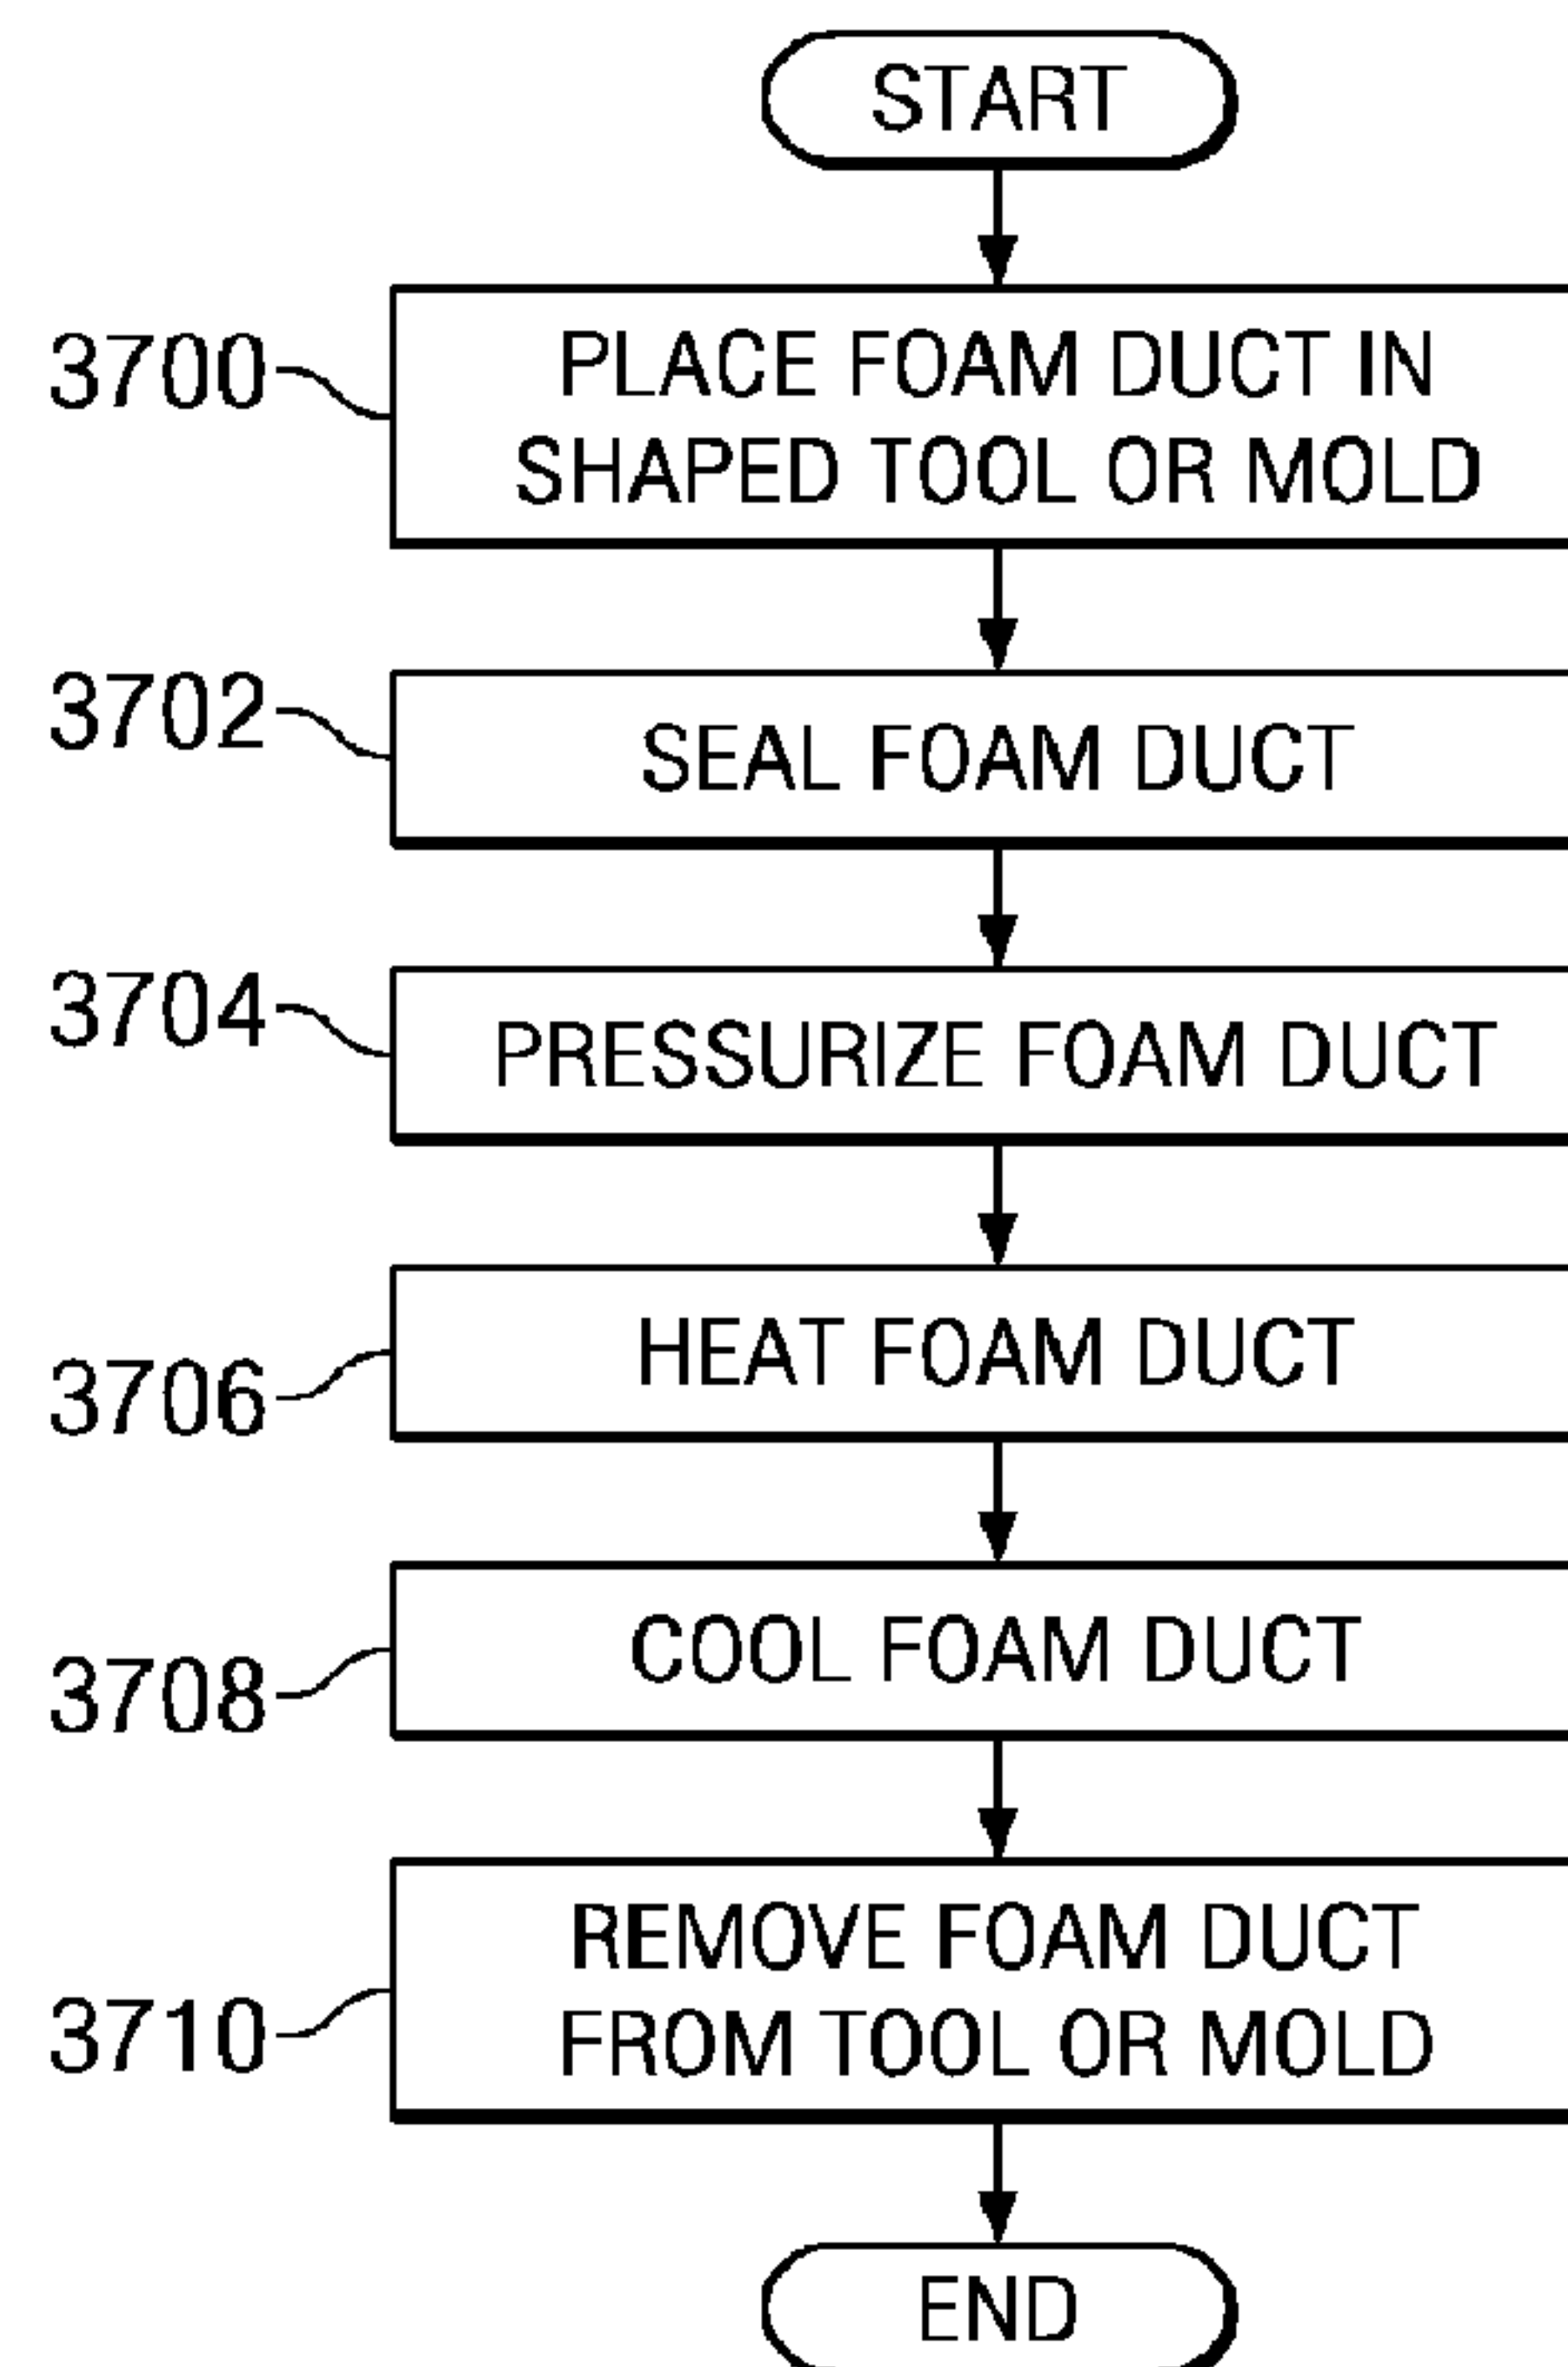 START
3700
PLACE FOAM DUCT IN
SHAPED TOOL OR MOLD
3702
SEAL FOAM DUCT
3704
PRESSURIZE FOAM DUCT
3706
HEAT FOAM DUCT
3708
COOL FOAM DUCT
3710
REMOVE FOAM DUCT
FROM TOOL OR MOLD
END